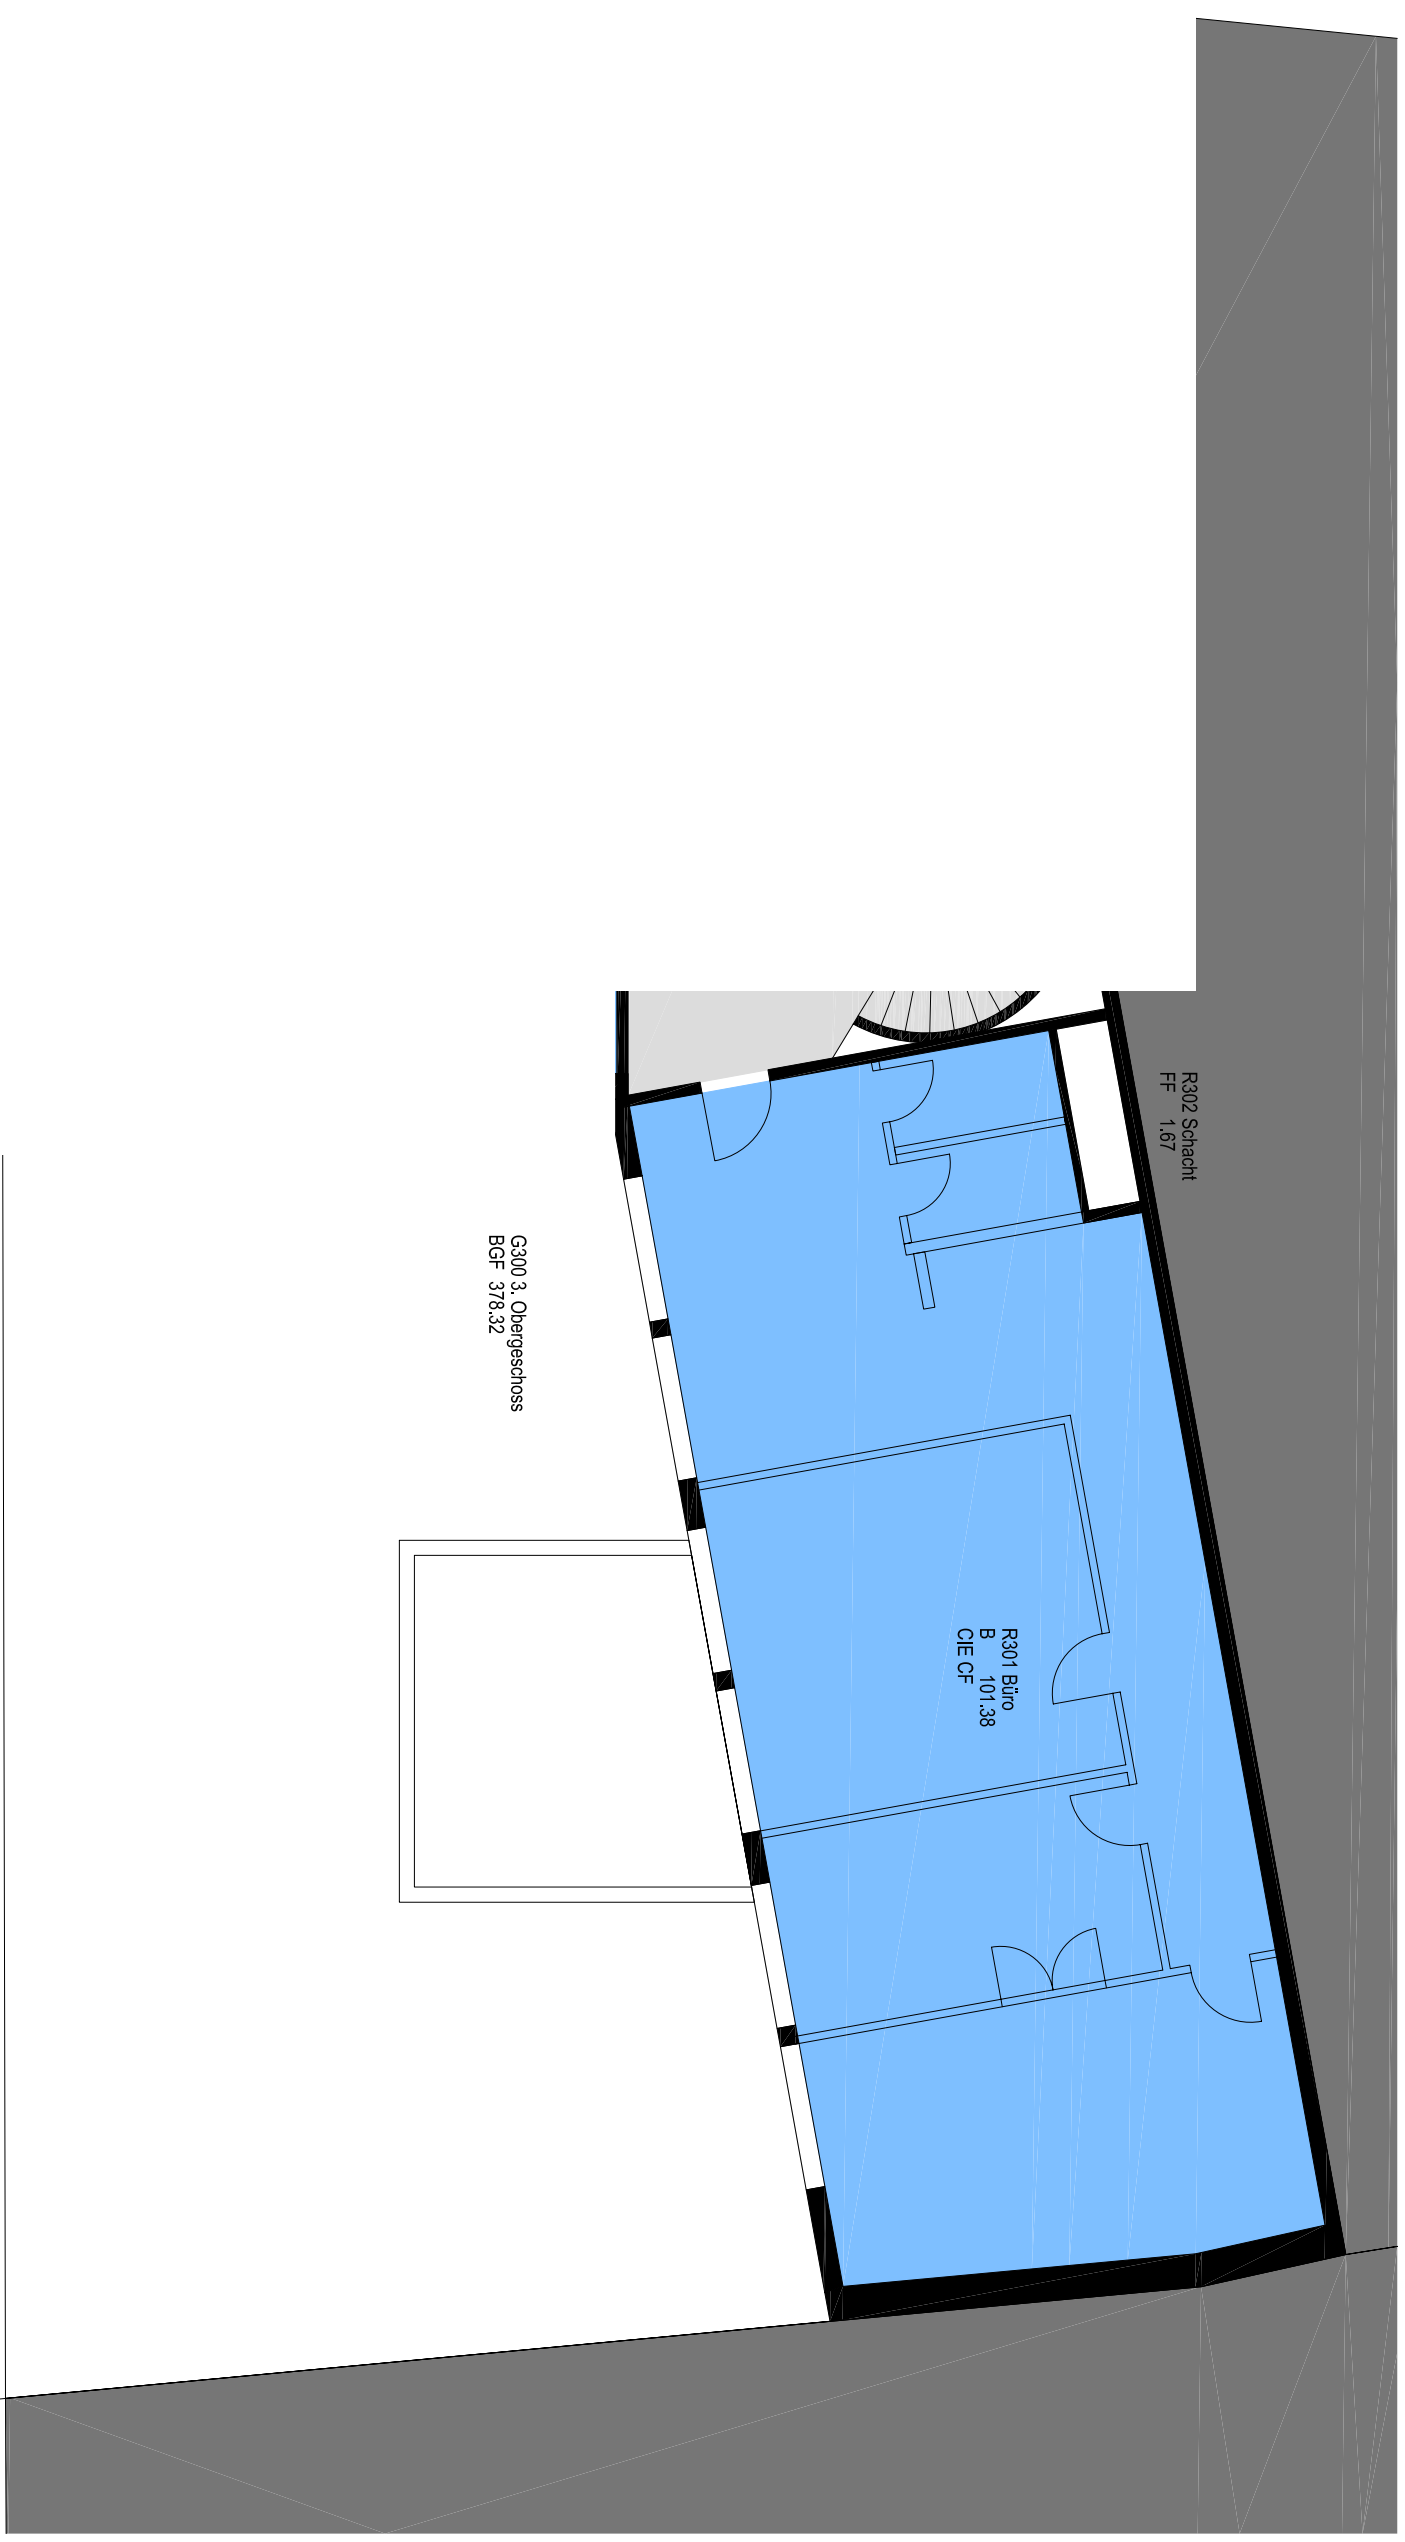 R302 Schacht
FF 1.67
G300 3. Obergeschoss
BGF 378.32
R301 Büro
B 101.38
CIE CF